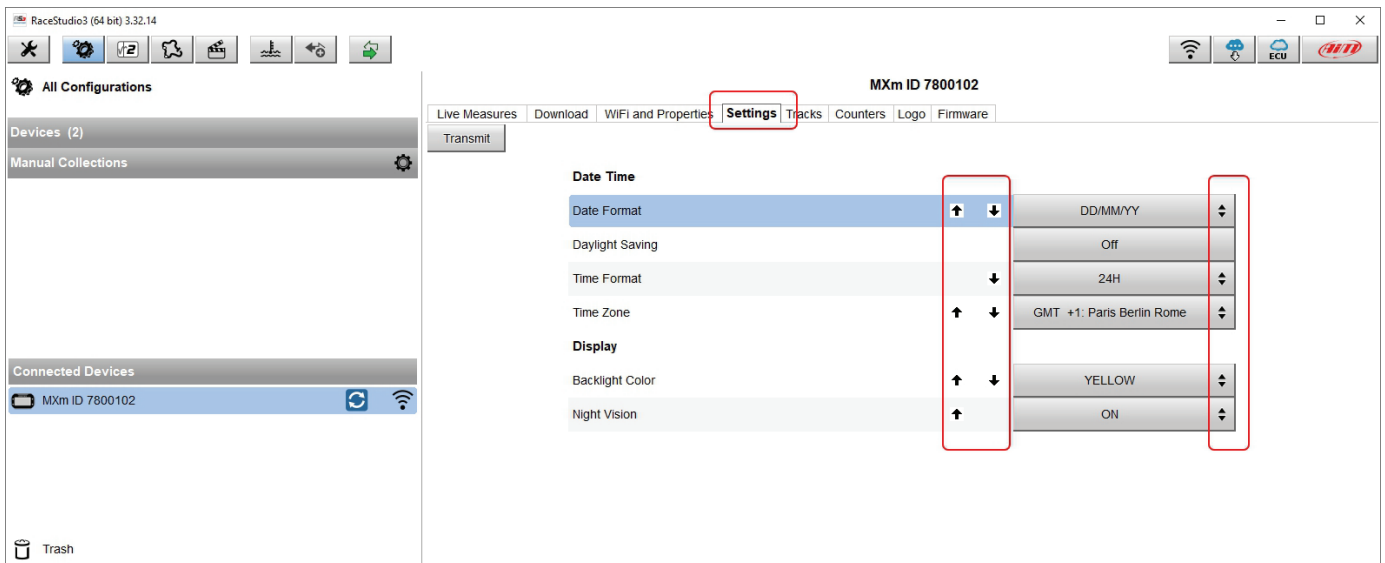 RaceStudio3 (64 bit) 3.32.14
ECU
AiM
All Configurations
MXm ID 7800102
Live Measures Download WiFi and Properties Settings Tracks Counters Logo Firmware
Devices (2)
Transmit
Manual Collections
Date Time
Date Format DD/MM/YY
Daylight Saving Off
Time Format 24H
Time Zone GMT +1: Paris Berlin Rome
Display
Connected Devices
Backlight Color YELLOW
MXm ID 7800102
Night Vision ON
Trash